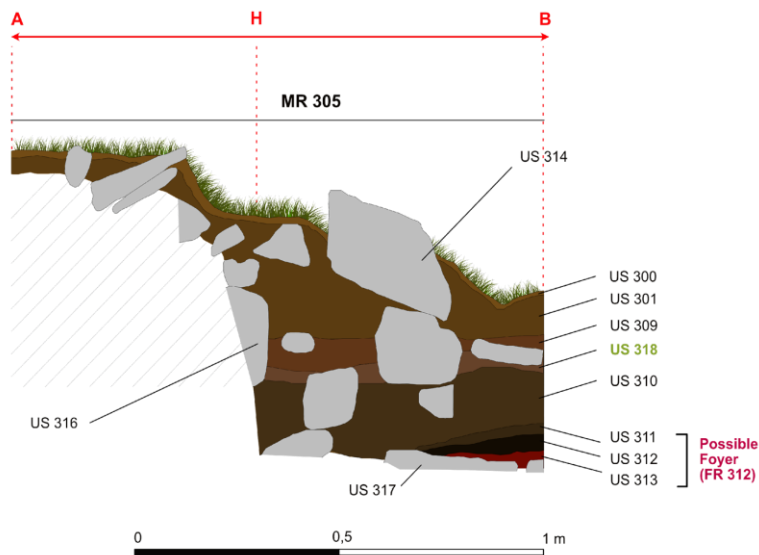 A H B
MR 305
US 314
US 300
US 301
US 309
US 318
US 310
US 316
US 311
US 312
US 313
Possible
Foyer
(FR 312)
US 317
0 0,5 1 m